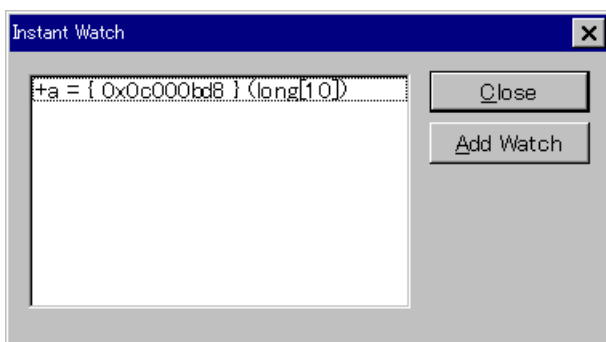 Instant Watch
+a = { 0x0c000bd8 } (long[10])
Close
Add Watch